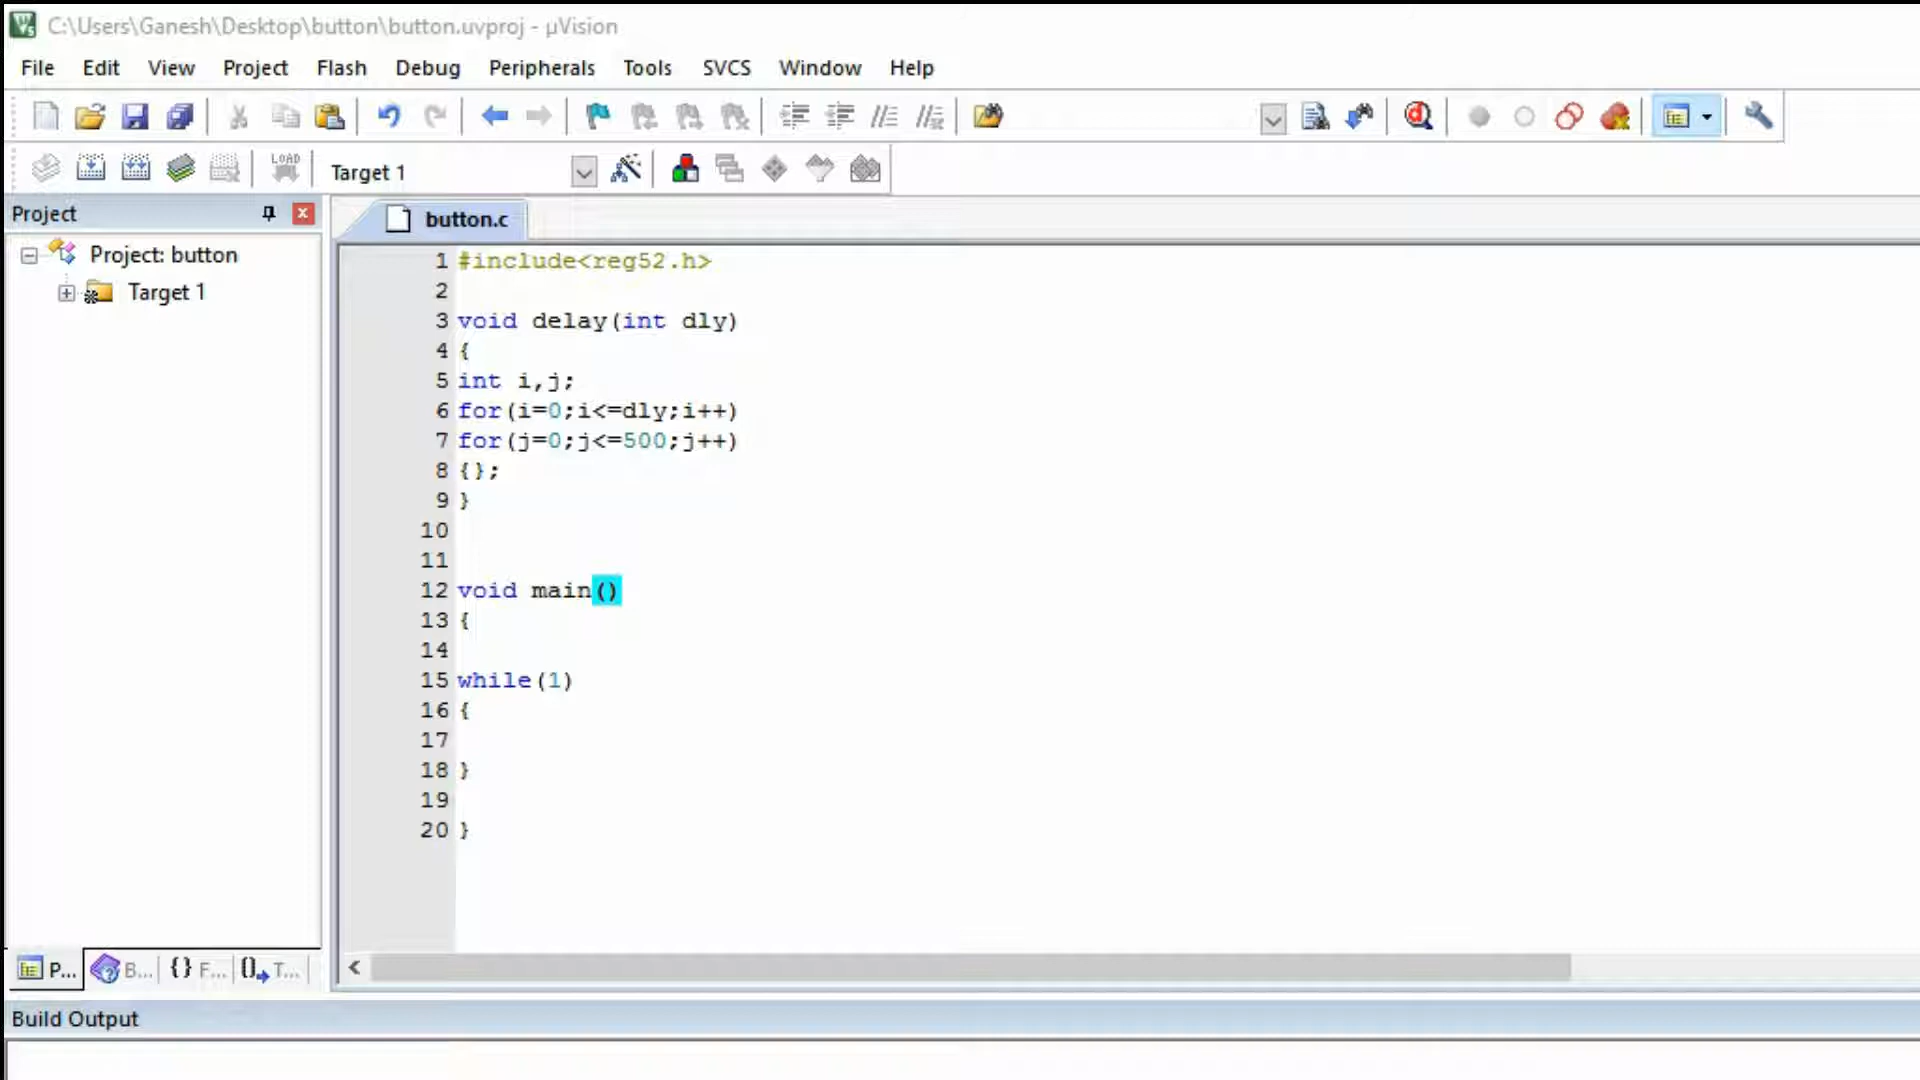 C:\Users\Ganesh\Desktop\button\button.uvproj - µVision
File Edit View Project Flash Debug Peripherals Tools SVCS Window Help
LOAD
Target 1
Project
button.c
Project: button
Target 1
1 #include<reg52.h>
2
3 void delay(int dly)
4 {
5 int i,j;
6 for(i=0;i<=dly;i++)
7 for(j=0;j<=500;j++)
8 {};
9 }
10
11
12 void main()
13 {
14
15 while(1)
16 {
17
18 }
19
20 }
P... B... {} F... () T...
Build Output